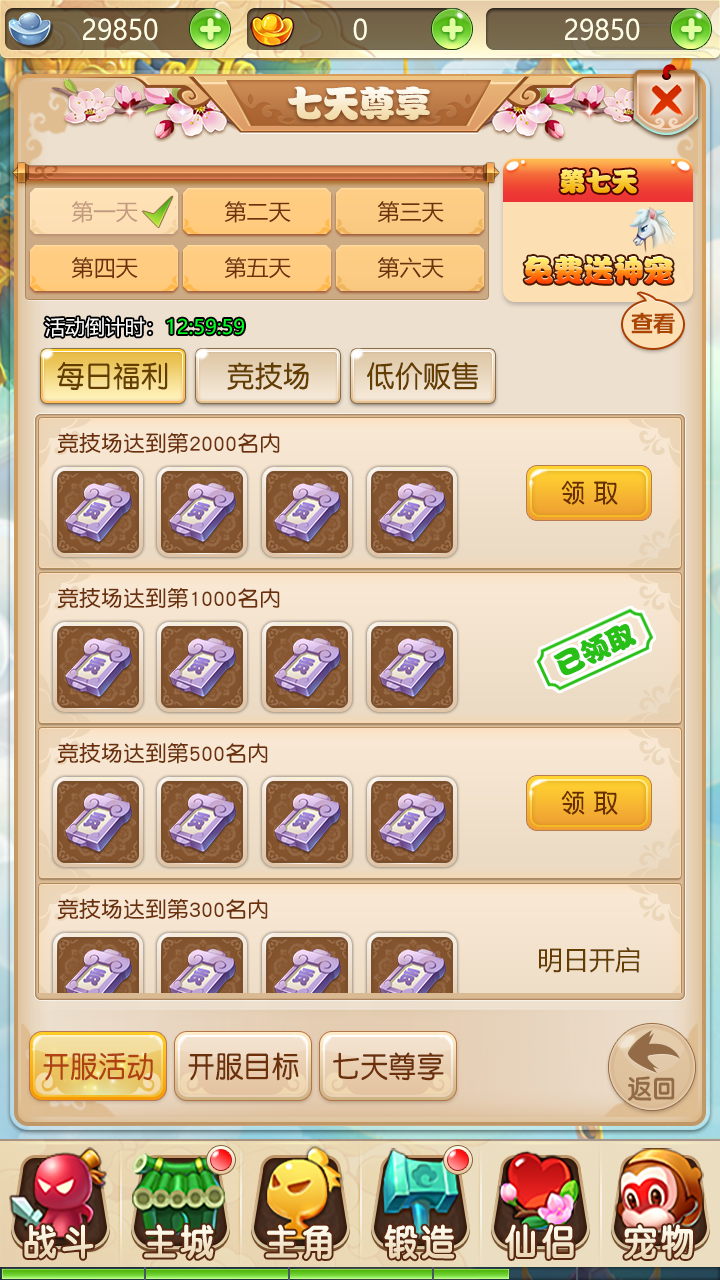 29850 0 29850
七天尊享
第一天 第二天 第三天
第四天 第五天 第六天
第七天
免费送神宠
查看
活动倒计时：12:59:59
每日福利 竞技场 低价贩售
竞技场达到第2000名内
领取
竞技场达到第1000名内
已领取
竞技场达到第500名内
领取
竞技场达到第300名内
明日开启
开服活动 开服目标 七天尊享
返回
战斗 主城 主角 锻造 仙侣 宠物